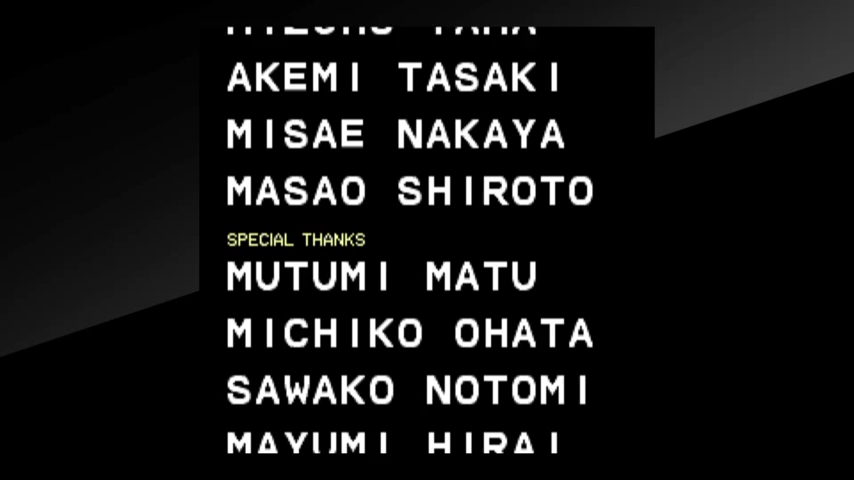 AKEMI TASAKI
MISAE NAKAYA
MASAO SHIROTO
SPECIAL THANKS
MUTUMI MATU
MICHIKO OHATA
SAWAKO NOTOMI
MAYUMI HIRAI